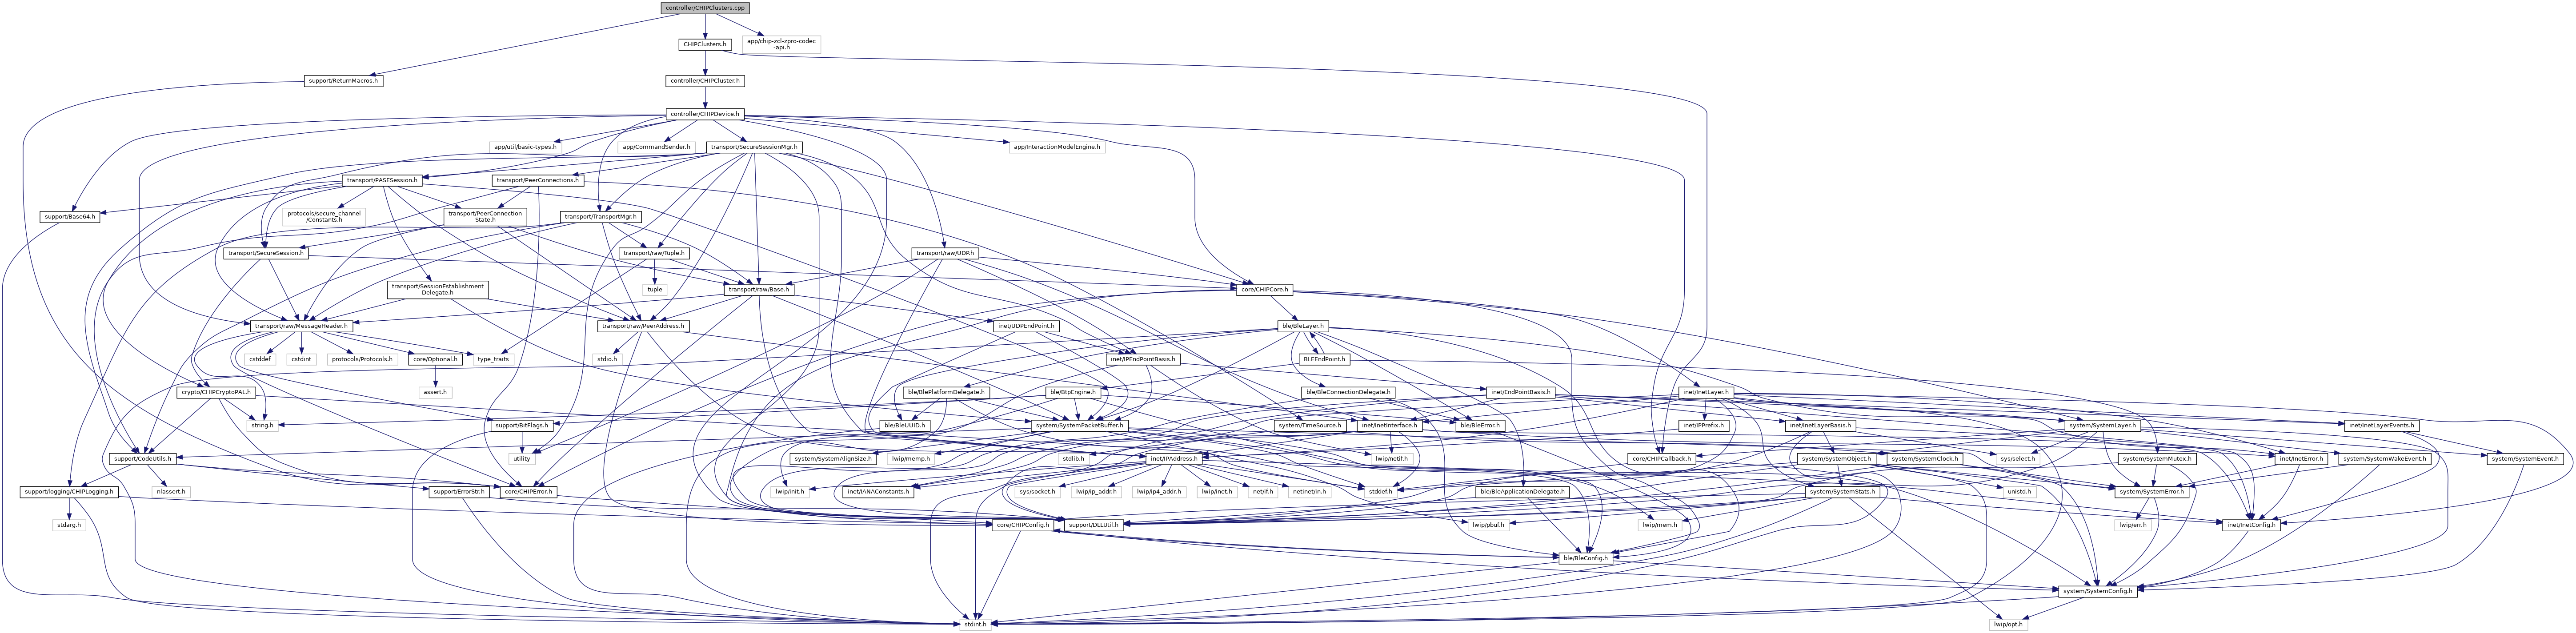 controller/CHIPClusters.cpp
CHIPClusters.h
app/chip-zcl-zpro-codec
-api.h
support/ReturnMacros.h
controller/CHIPCluster.h
controller/CHIPDevice.h
app/util/basic-types.h
app/CommandSender.h
transport/SecureSessionMgr.h
app/InteractionModelEngine.h
transport/PASESession.h
transport/PeerConnections.h
support/Base64.h
protocols/secure_channel
/Constants.h
transport/PeerConnection
State.h
transport/TransportMgr.h
transport/SecureSession.h
transport/raw/Tuple.h
transport/raw/UDP.h
transport/SessionEstablishment
Delegate.h
tuple
transport/raw/Base.h
core/CHIPCore.h
transport/raw/MessageHeader.h
transport/raw/PeerAddress.h
inet/UDPEndPoint.h
ble/BleLayer.h
cstddef
cstdint
protocols/Protocols.h
core/Optional.h
type_traits
stdio.h
inet/IPEndPointBasis.h
BLEEndPoint.h
crypto/CHIPCryptoPAL.h
assert.h
ble/BlePlatformDelegate.h
ble/BtpEngine.h
ble/BleConnectionDelegate.h
inet/EndPointBasis.h
inet/InetLayer.h
string.h
support/BitFlags.h
ble/BleUUID.h
system/SystemPacketBuffer.h
system/TimeSource.h
inet/InetInterface.h
ble/BleError.h
inet/IPPrefix.h
inet/InetLayerBasis.h
system/SystemLayer.h
inet/InetLayerEvents.h
support/CodeUtils.h
utility
system/SystemAlignSize.h
lwip/memp.h
stdlib.h
inet/IPAddress.h
lwip/netif.h
core/CHIPCallback.h
system/SystemObject.h
system/SystemClock.h
sys/select.h
system/SystemMutex.h
inet/InetError.h
system/SystemWakeEvent.h
system/SystemEvent.h
support/logging/CHIPLogging.h
nlassert.h
support/ErrorStr.h
core/CHIPError.h
lwip/init.h
inet/IANAConstants.h
sys/socket.h
lwip/ip_addr.h
lwip/ip4_addr.h
lwip/inet.h
net/if.h
netinet/in.h
stddef.h
ble/BleApplicationDelegate.h
system/SystemStats.h
unistd.h
system/SystemError.h
stdarg.h
core/CHIPConfig.h
support/DLLUtil.h
lwip/pbuf.h
lwip/mem.h
lwip/err.h
inet/InetConfig.h
ble/BleConfig.h
system/SystemConfig.h
stdint.h
lwip/opt.h